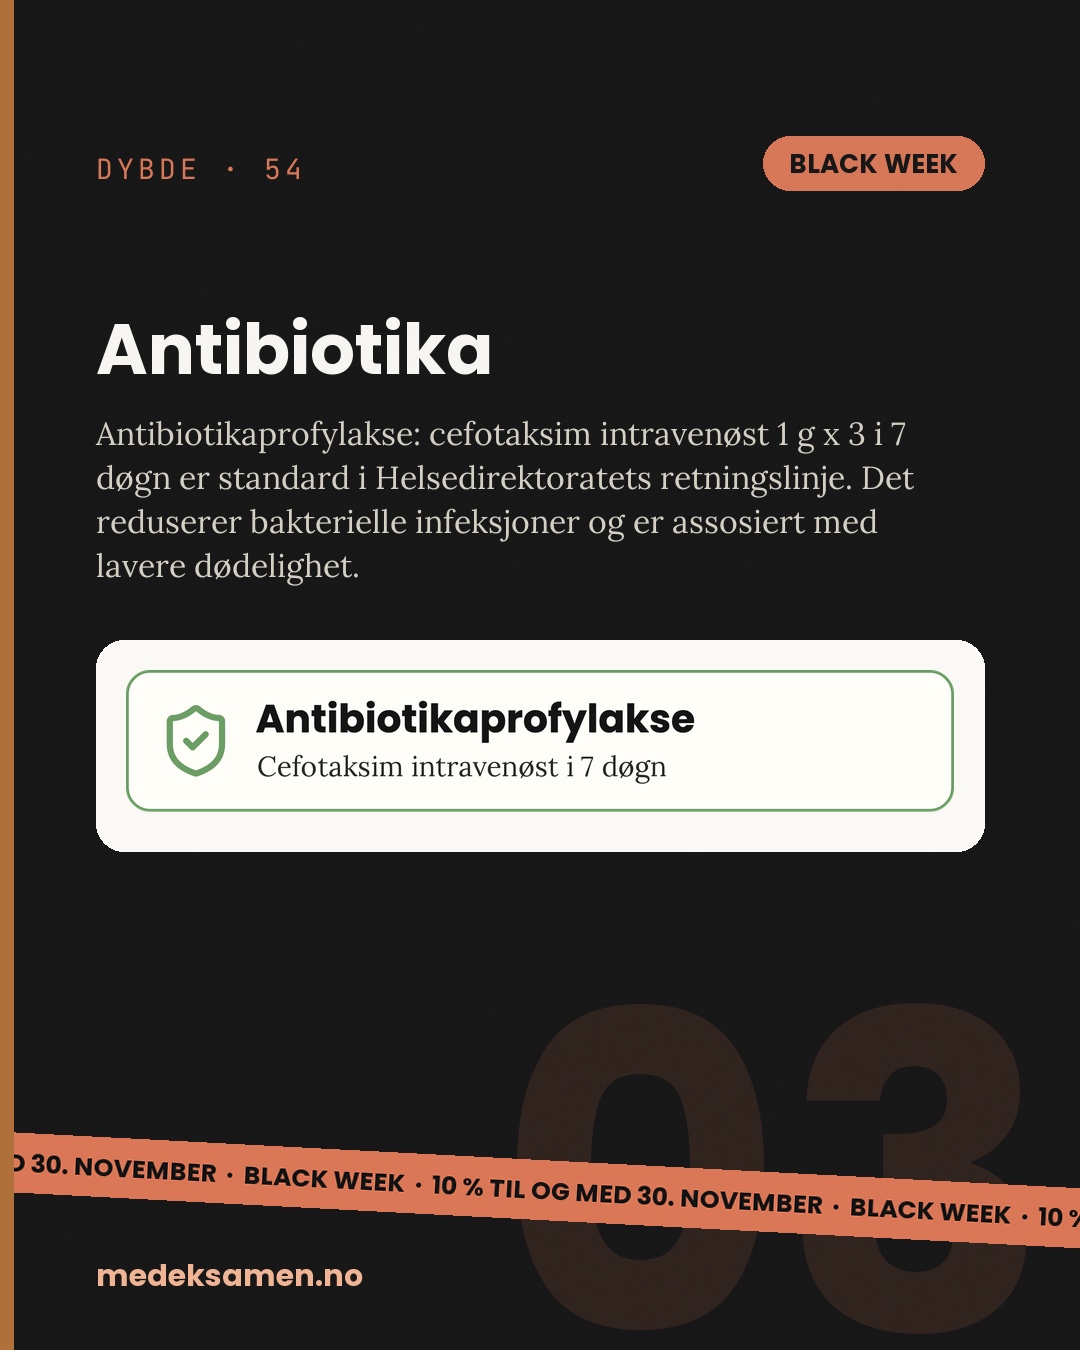 DYBDE · 54
BLACK WEEK
Antibiotika
Antibiotikaprofylakse: cefotaksim intravenøst 1 g x 3 i 7
døgn er standard i Helsedirektoratets retningslinje. Det
reduserer bakterielle infeksjoner og er assosiert med
lavere dødelighet.
Antibiotikaprofylakse
Cefotaksim intravenøst i 7 døgn
03
30. NOVEMBER · BLACK WEEK · 10 % TIL OG MED 30. NOVEMBER · BLACK WEEK · 10 %
medeksamen.no